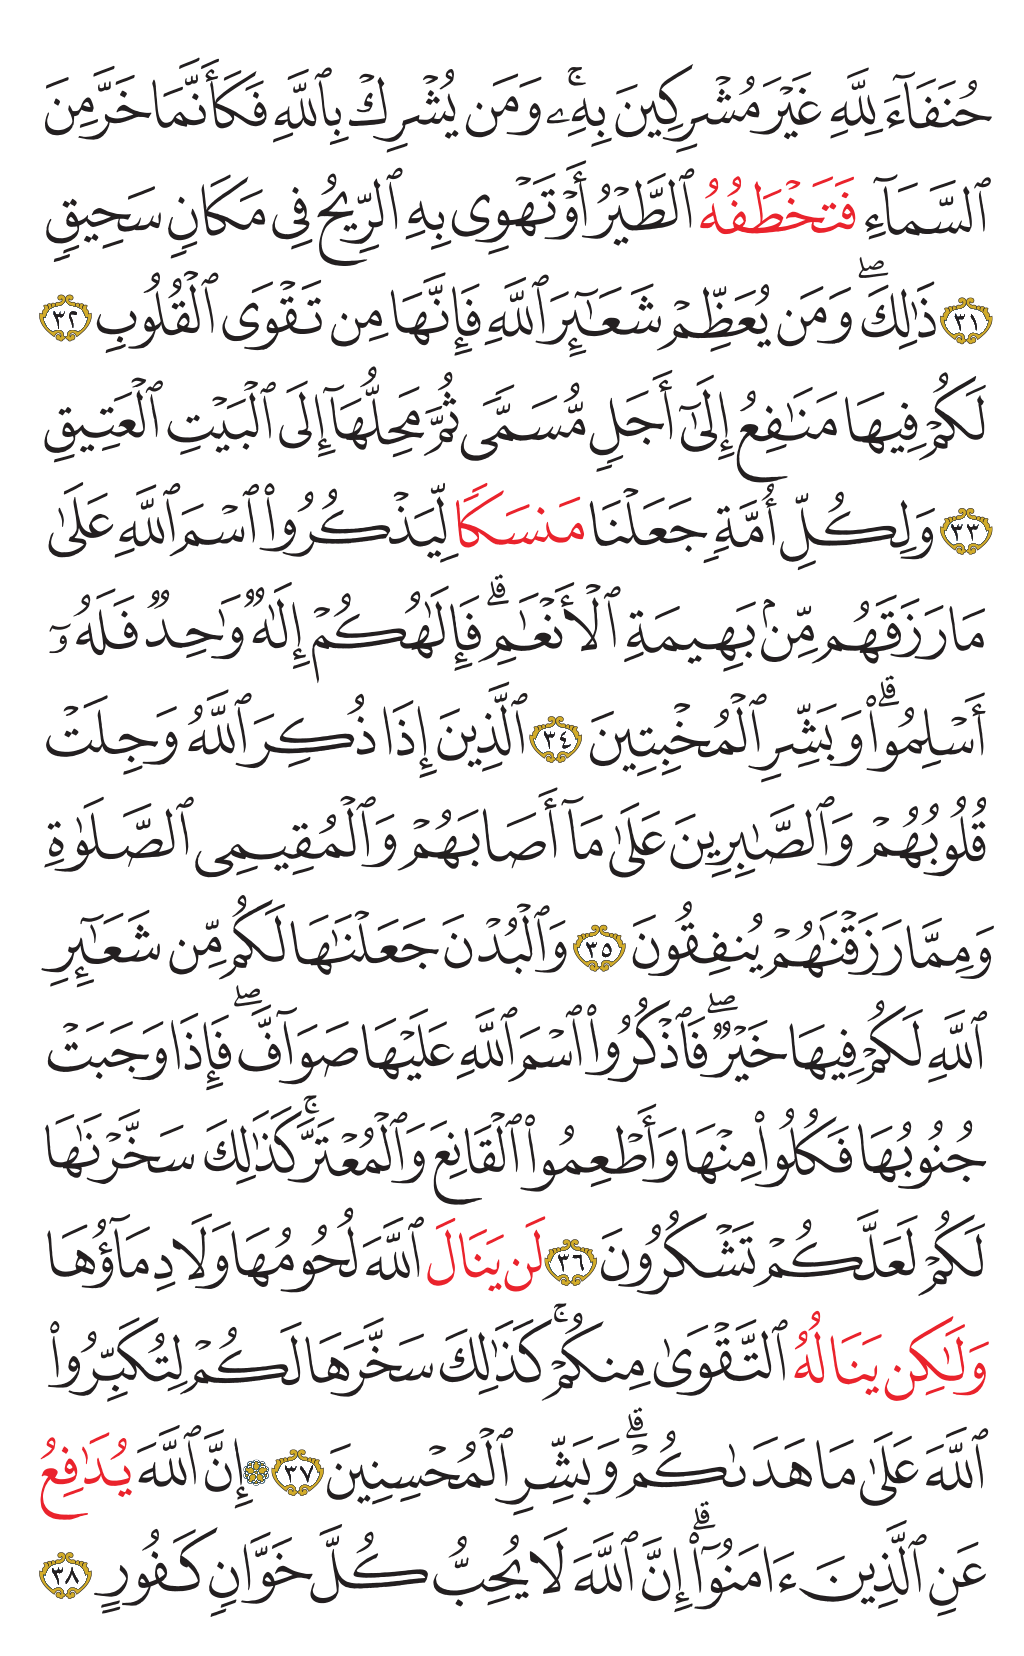 حُنَفَآءَ لِلَّهِ غَيْرَ مُشْرِكِينَ بِهِۦۚ وَمَن يُشْرِكْ بِٱللَّهِ فَكَأَنَّمَا خَرَّ مِنَ
ٱلسَّمَآءِ فَتَخْطَفُهُ ٱلطَّيْرُ أَوْ تَهْوِى بِهِ ٱلرِّيحُ فِى مَكَانٍ سَحِيقٍ
٣١ ذَٰلِكَۖ وَمَن يُعَظِّمْ شَعَـٰٓئِرَ ٱللَّهِ فَإِنَّهَا مِن تَقْوَى ٱلْقُلُوبِ ٣٢
لَكُمْ فِيهَا مَنَـٰفِعُ إِلَىٰٓ أَجَلٍ مُّسَمًّى ثُمَّ مَحِلُّهَآ إِلَى ٱلْبَيْتِ ٱلْعَتِيقِ
٣٣ وَلِكُلِّ أُمَّةٍ جَعَلْنَا مَنسَكًا لِّيَذْكُرُوا۟ ٱسْمَ ٱللَّهِ عَلَىٰ
مَا رَزَقَهُم مِّنۢ بَهِيمَةِ ٱلْأَنْعَـٰمِۗ فَإِلَـٰهُكُمْ إِلَـٰهٌ وَٰحِدٌ فَلَهُۥٓ
أَسْلِمُوا۟ۗ وَبَشِّرِ ٱلْمُخْبِتِينَ ٣٤ ٱلَّذِينَ إِذَا ذُكِرَ ٱللَّهُ وَجِلَتْ
قُلُوبُهُمْ وَٱلصَّـٰبِرِينَ عَلَىٰ مَآ أَصَابَهُمْ وَٱلْمُقِيمِى ٱلصَّلَوٰةِ
وَمِمَّا رَزَقْنَـٰهُمْ يُنفِقُونَ ٣٥ وَٱلْبُدْنَ جَعَلْنَـٰهَا لَكُم مِّن شَعَـٰٓئِرِ
ٱللَّهِ لَكُمْ فِيهَا خَيْرٌۖ فَٱذْكُرُوا۟ ٱسْمَ ٱللَّهِ عَلَيْهَا صَوَآفَّۖ فَإِذَا وَجَبَتْ
جُنُوبُهَا فَكُلُوا۟ مِنْهَا وَأَطْعِمُوا۟ ٱلْقَانِعَ وَٱلْمُعْتَرَّۚ كَذَٰلِكَ سَخَّرْنَـٰهَا
لَكُمْ لَعَلَّكُمْ تَشْكُرُونَ ٣٦ لَن يَنَالَ ٱللَّهَ لُحُومُهَا وَلَا دِمَآؤُهَا
وَلَـٰكِن يَنَالُهُ ٱلتَّقْوَىٰ مِنكُمْۚ كَذَٰلِكَ سَخَّرَهَا لَكُمْ لِتُكَبِّرُوا۟
ٱللَّهَ عَلَىٰ مَا هَدَىٰكُمْۗ وَبَشِّرِ ٱلْمُحْسِنِينَ ٣٧ ۞ إِنَّ ٱللَّهَ يُدَٰفِعُ
عَنِ ٱلَّذِينَ ءَامَنُوٓا۟ۗ إِنَّ ٱللَّهَ لَا يُحِبُّ كُلَّ خَوَّانٍ كَفُورٍ ٣٨